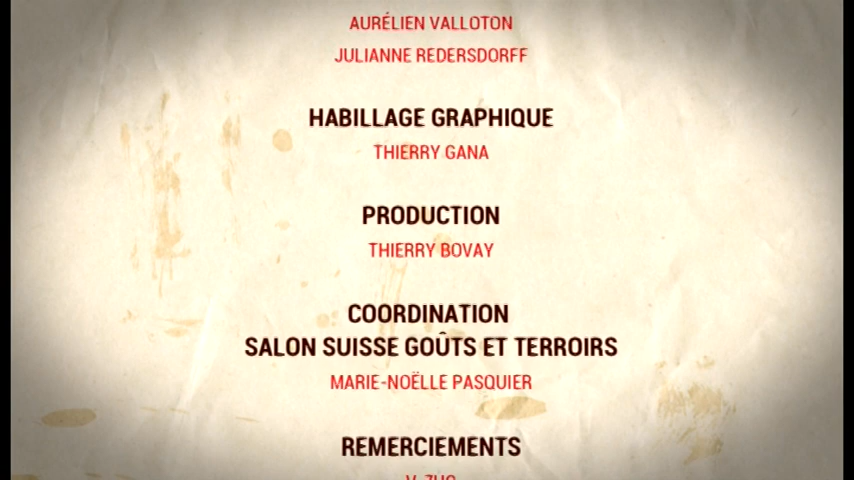 AURÉLIEN VALLOTON
JULIANNE REDERSDORFF
HABILLAGE GRAPHIQUE
THIERRY GANA
PRODUCTION
THIERRY BOVAY
COORDINATION
SALON SUISSE GOÛTS ET TERROIRS
MARIE-NOËLLE PASQUIER
REMERCIEMENTS